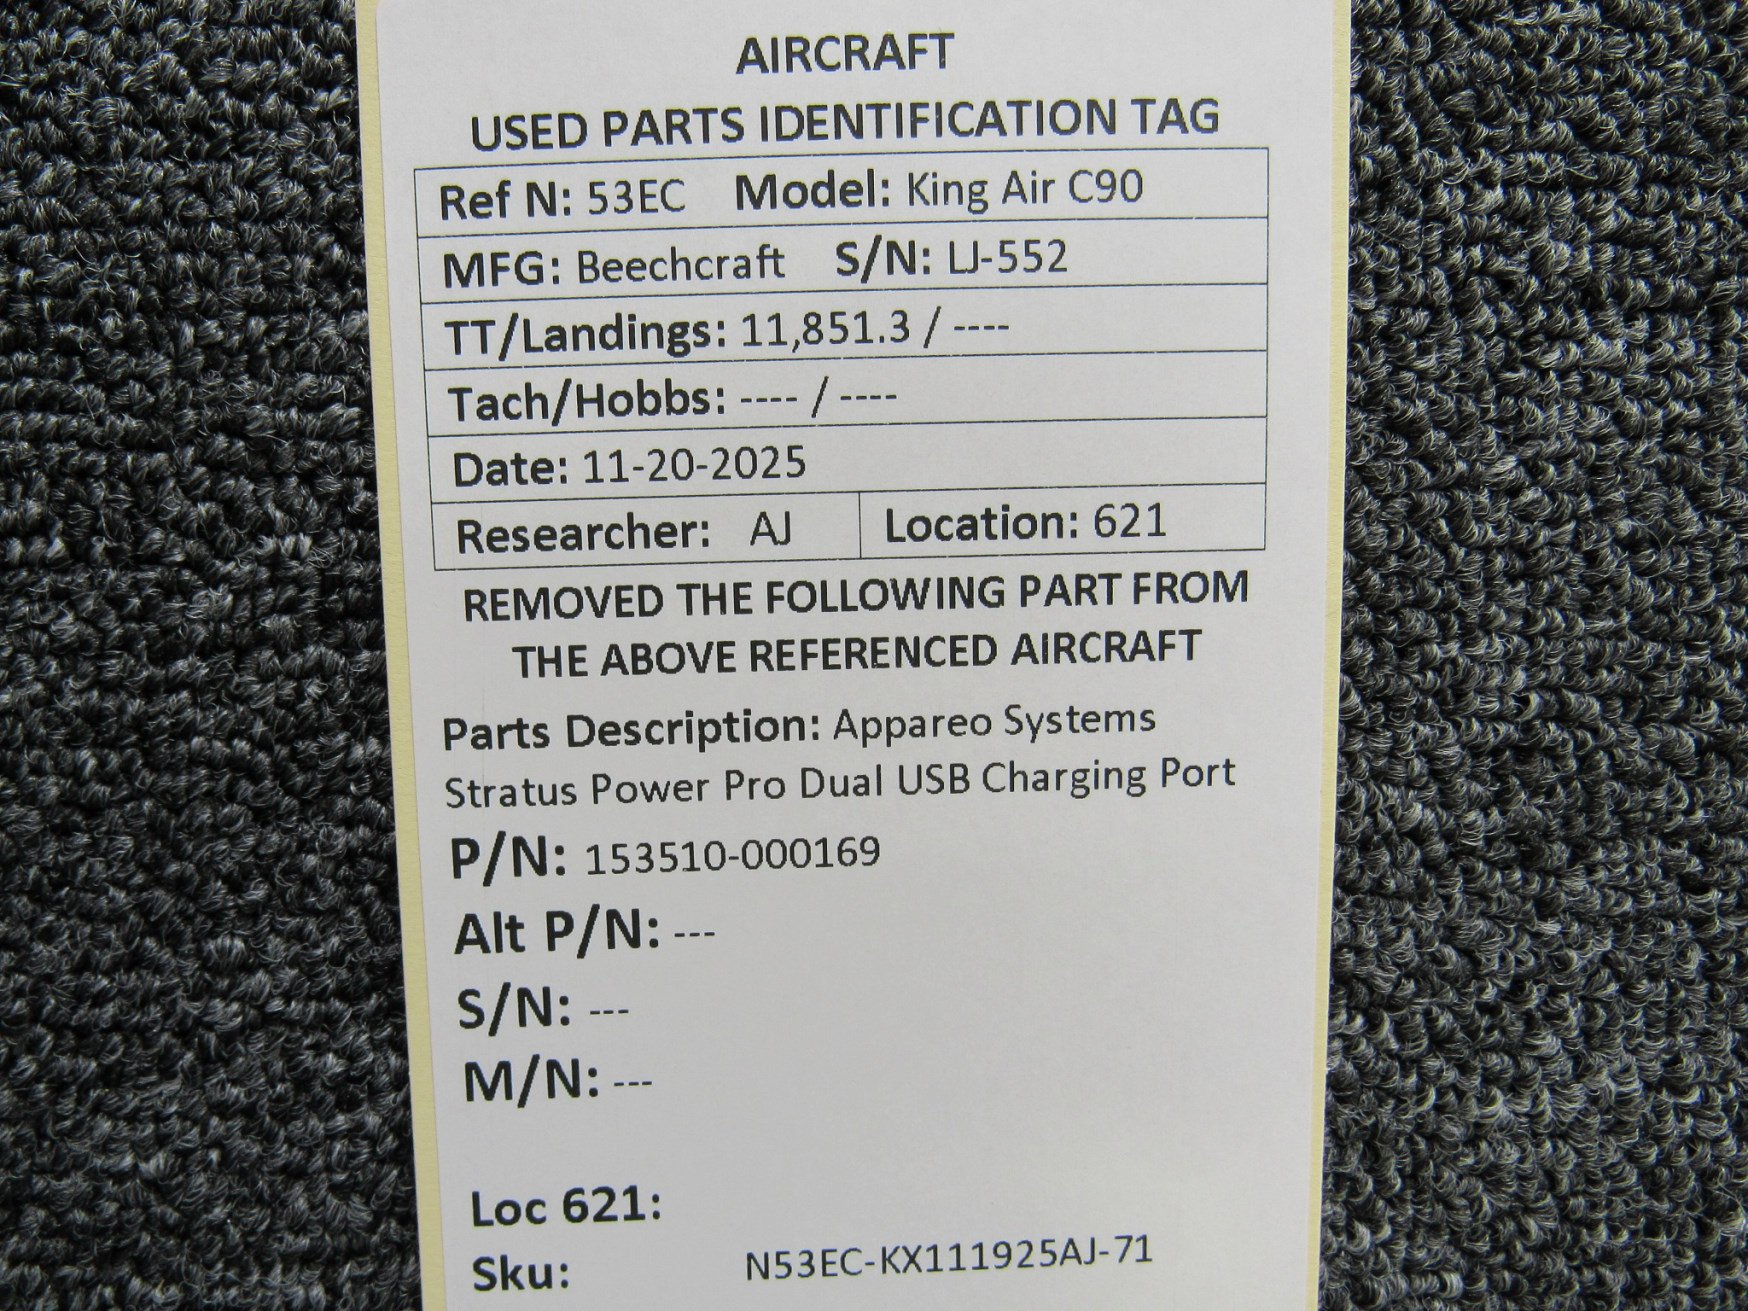 AIRCRAFT
USED PARTS IDENTIFICATION TAG
Ref N: 53EC Model: King Air C90
MFG: Beechcraft S/N: LJ-552
TT/Landings: 11,851.3 / ----
Tach/Hobbs: ---- / ----
Date: 11-20-2025
Researcher: AJ Location: 621
REMOVED THE FOLLOWING PART FROM
THE ABOVE REFERENCED AIRCRAFT
Parts Description: Appareo Systems
Stratus Power Pro Dual USB Charging Port
P/N: 153510-000169
Alt P/N: ---
S/N: ---
M/N: ---
Loc 621:
Sku: N53EC-KX111925AJ-71